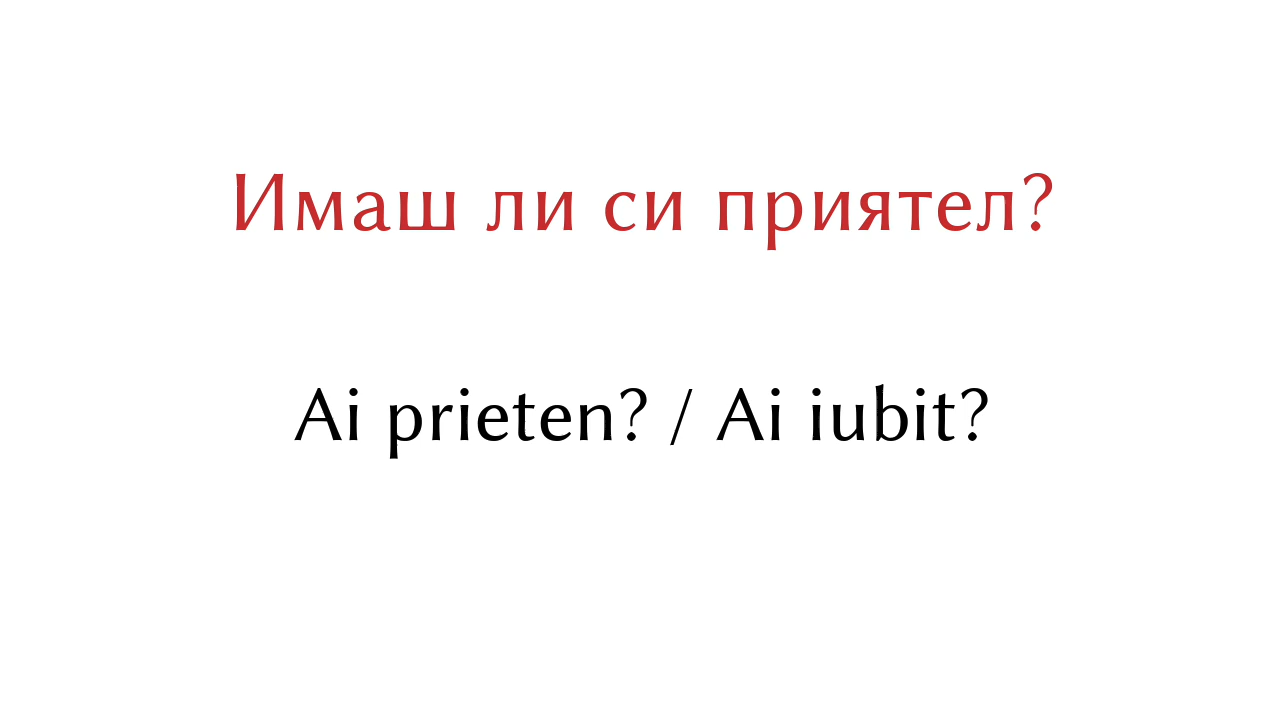 Имаш ли си приятел?
Ai prieten? / Ai iubit?